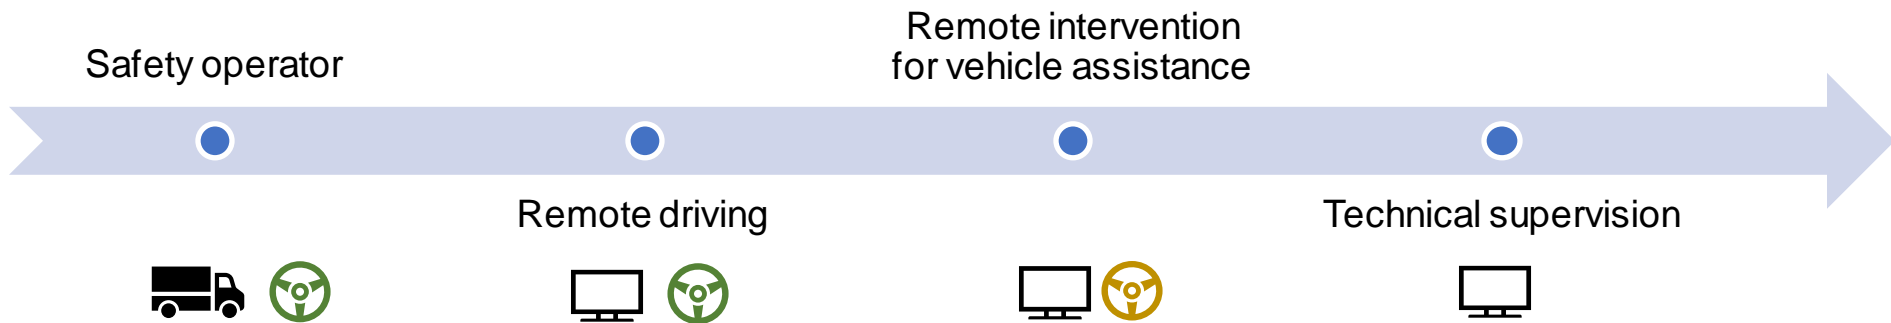 Safety operator
Remote driving
Remote intervention
for vehicle assistance
Technical supervision